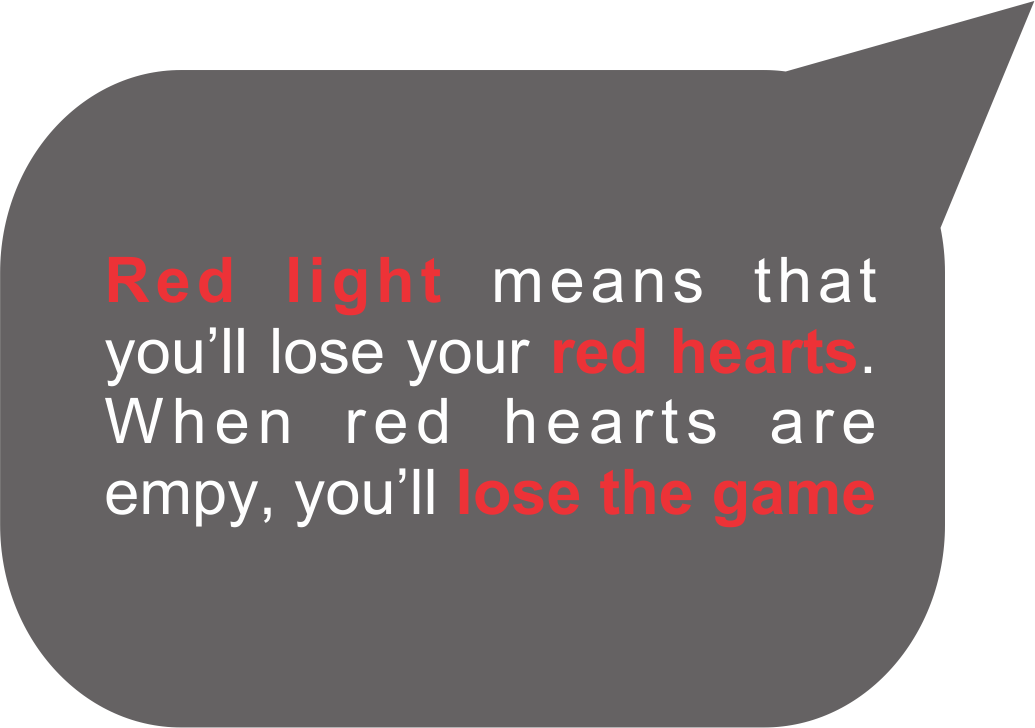 Red light means that
you’ll lose your red hearts.
When red hearts are
empy, you’ll lose the game